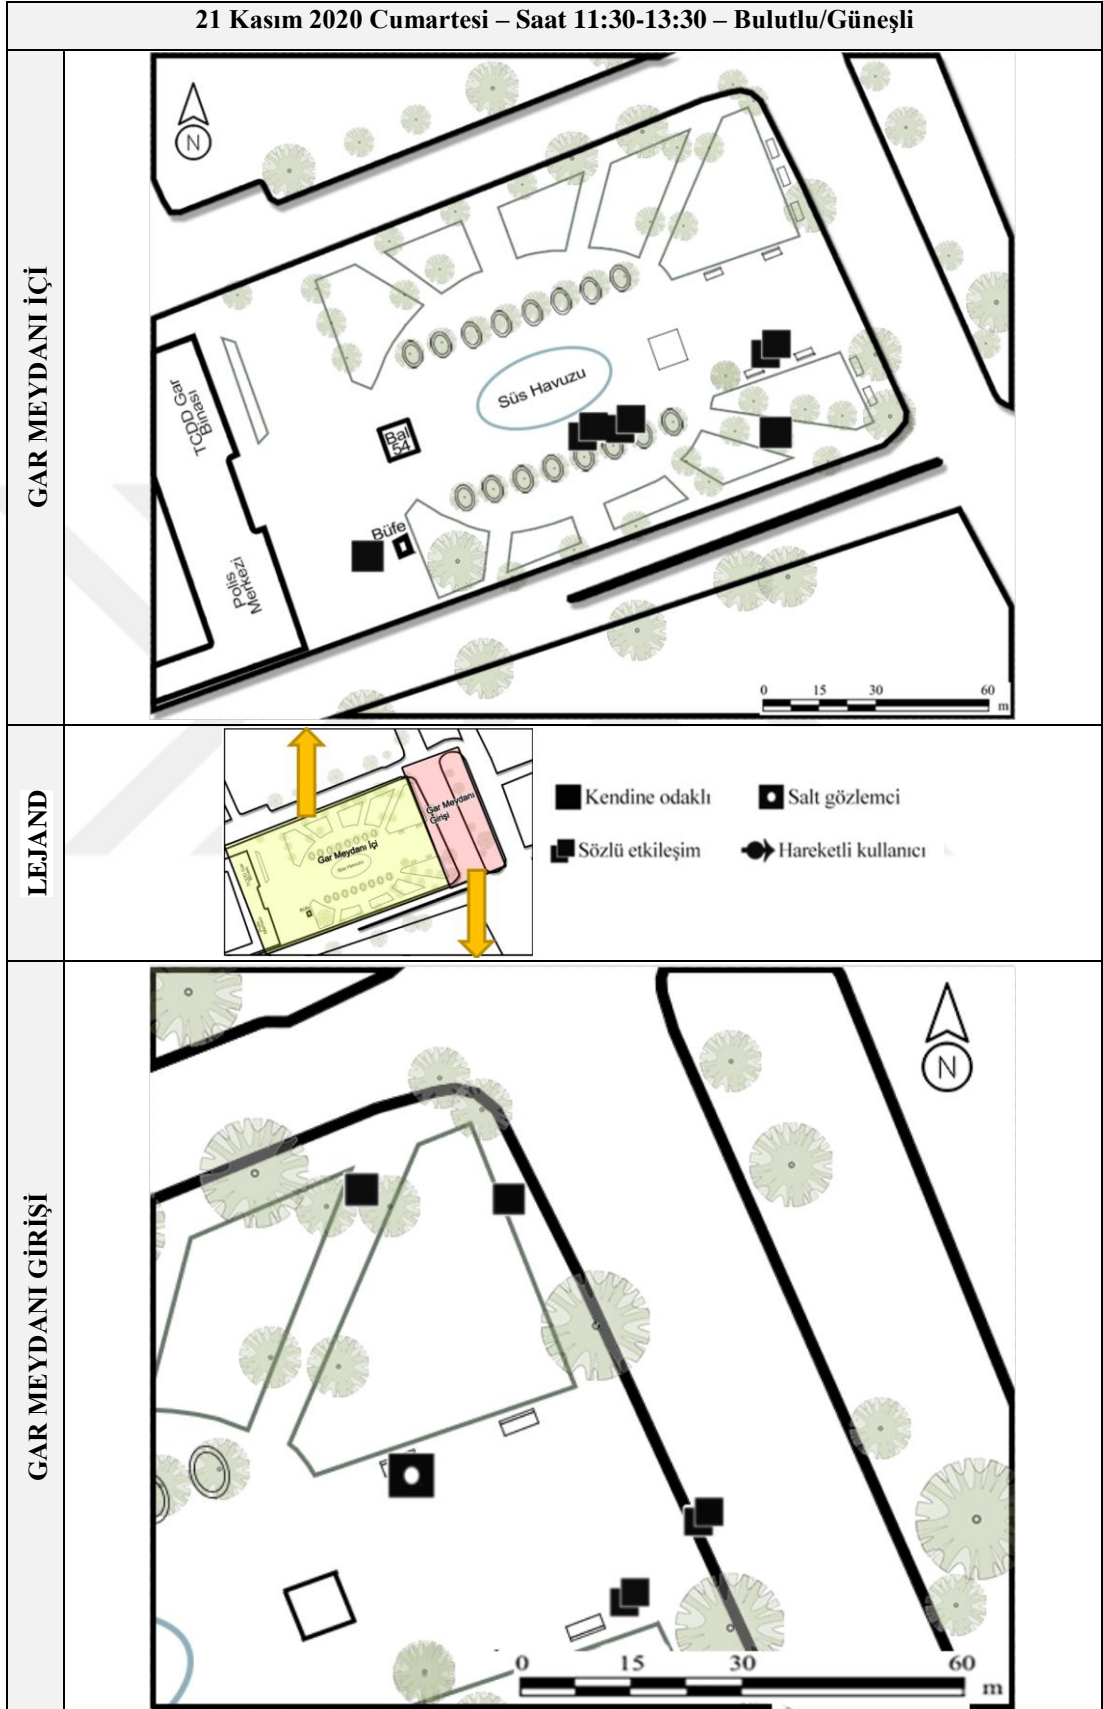 21 Kasım 2020 Cumartesi – Saat 11:30-13:30 – Bulutlu/Güneşli
GAR MEYDANI İÇİ
N
TCDD Gar
Binası
Bal
54
Süs Havuzu
Büfe
Polis
Merkezi
0 15 30 60
m
LEJAND
Gar Meydanı
Girişi
Gar Meydanı İçi
Süs Havuzu
Kendine odaklı
Salt gözlemci
Sözlü etkileşim
Hareketli kullanıcı
GAR MEYDANI GİRİŞİ
N
0 15 30 60
m